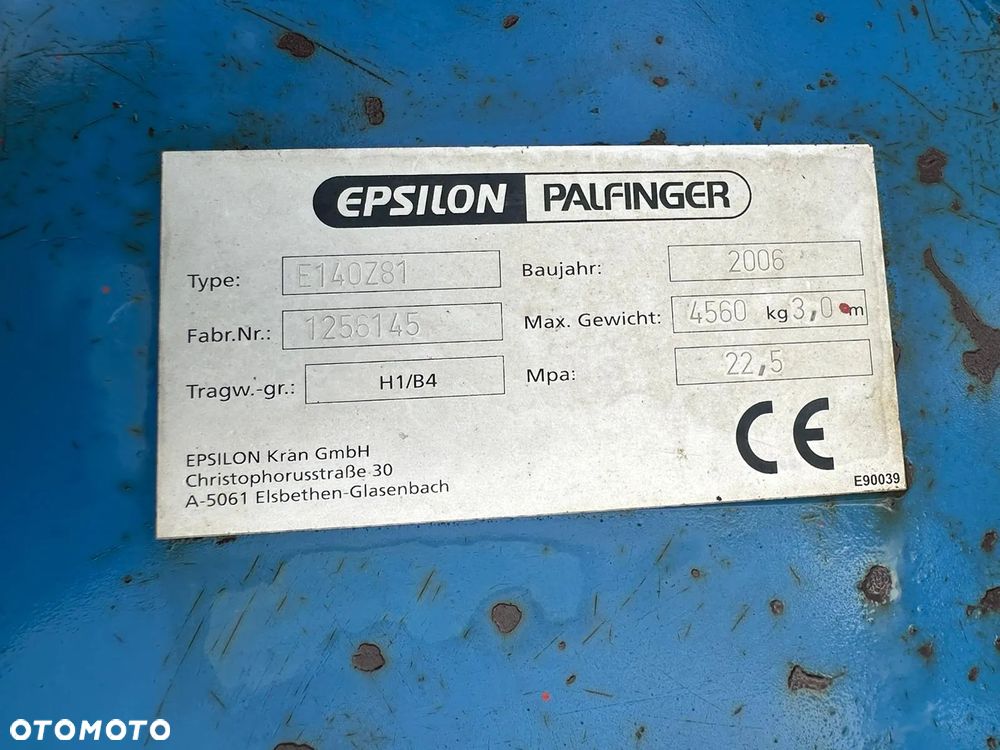 EPSILON PALFINGER
Type: E140Z81 Baujahr: 2006
Fabr.Nr.: 1256145 Max. Gewicht: 4560 kg 3,0 m
Tragw.-gr.: H1/B4 Mpa: 22,5
CE
EPSILON Kran GmbH
Christophorusstraße 30
A-5061 Elsbethen-Glasenbach
E90039
OTOMOTO